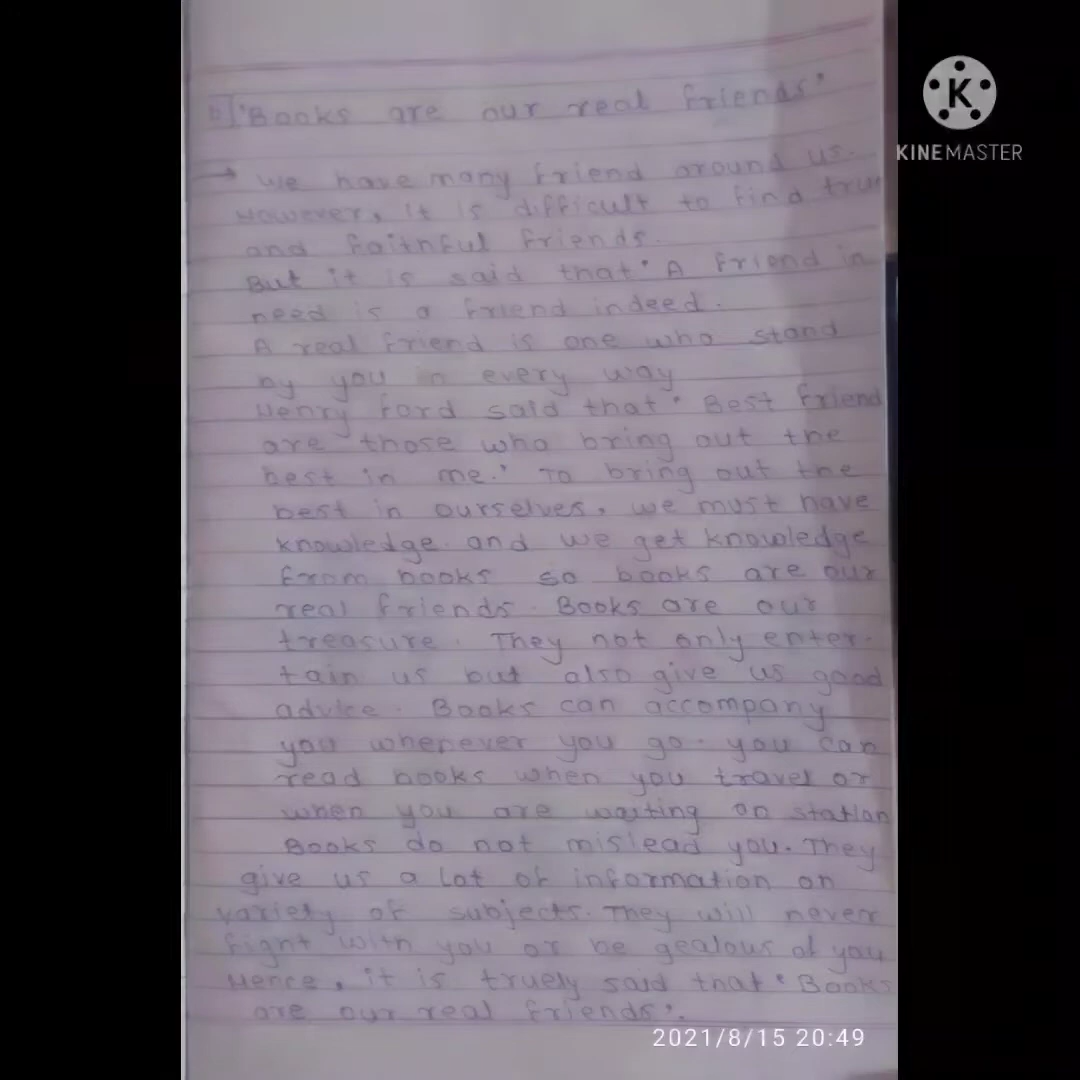 'Books are our real friends'
→ We have many friend around us.
However, it is difficult to find true
and faithful friends.
But it is said that ' A friend in
need is a friend indeed.
A real friend is one who stand
by you in every way
Henry Ford said that ' Best friend
are those who bring out the
best in me.' To bring out the
best in ourselves, we must have
knowledge and we get knowledge
from books so books are our
real friends. Books are our
treasure. They not only enter-
tain us but also give us good
advice. Books can accompany
you whenever you go. you can
read books when you travel or
when you are waiting on station
Books do not mislead you. They
give us a lot of information on
variety of subjects. They will never
fight with you or be gealous of you
Hence, it is truely said that ' Books
are our real friends'.
2021/8/15 20:49
K
KINEMASTER